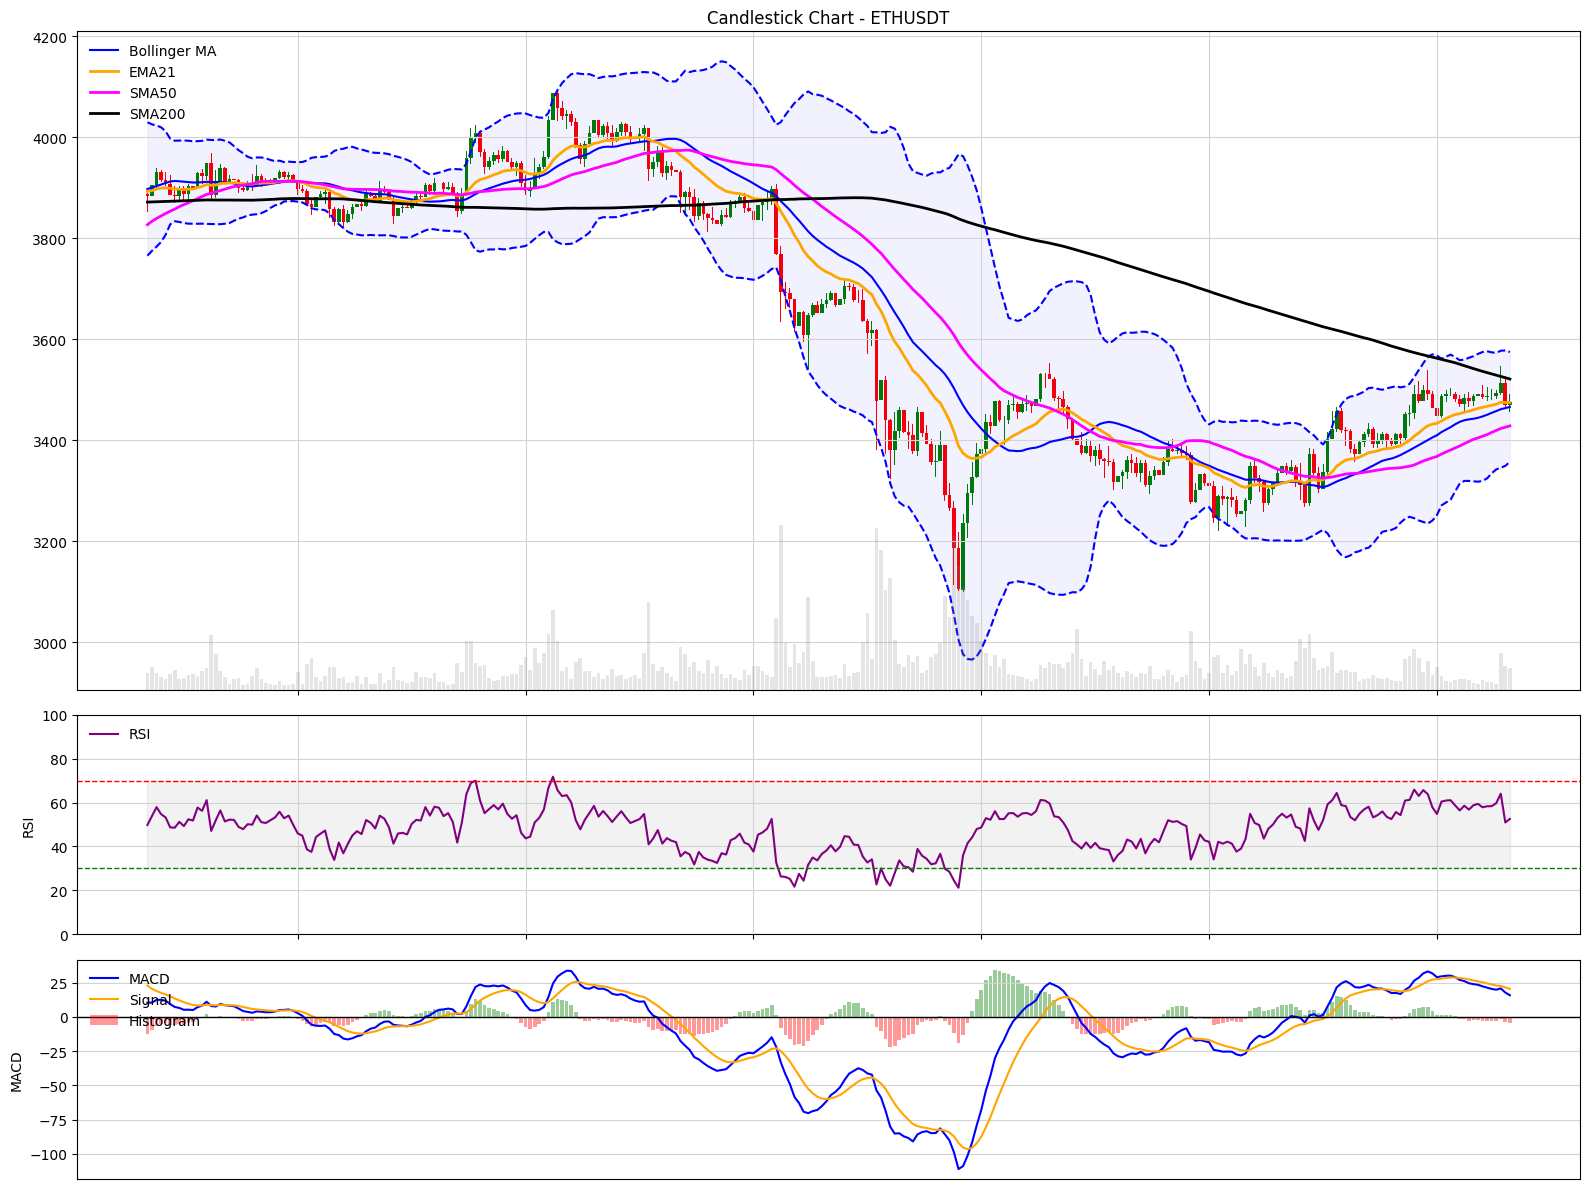 Candlestick Chart - ETHUSDT
4200
4000
3800
3600
3400
3200
3000
Bollinger MA
EMA21
SMA50
SMA200
100
80
60
40
20
0
RSI
RSI
25
0
−25
−50
−75
−100
MACD
MACD
Signal
Histogram